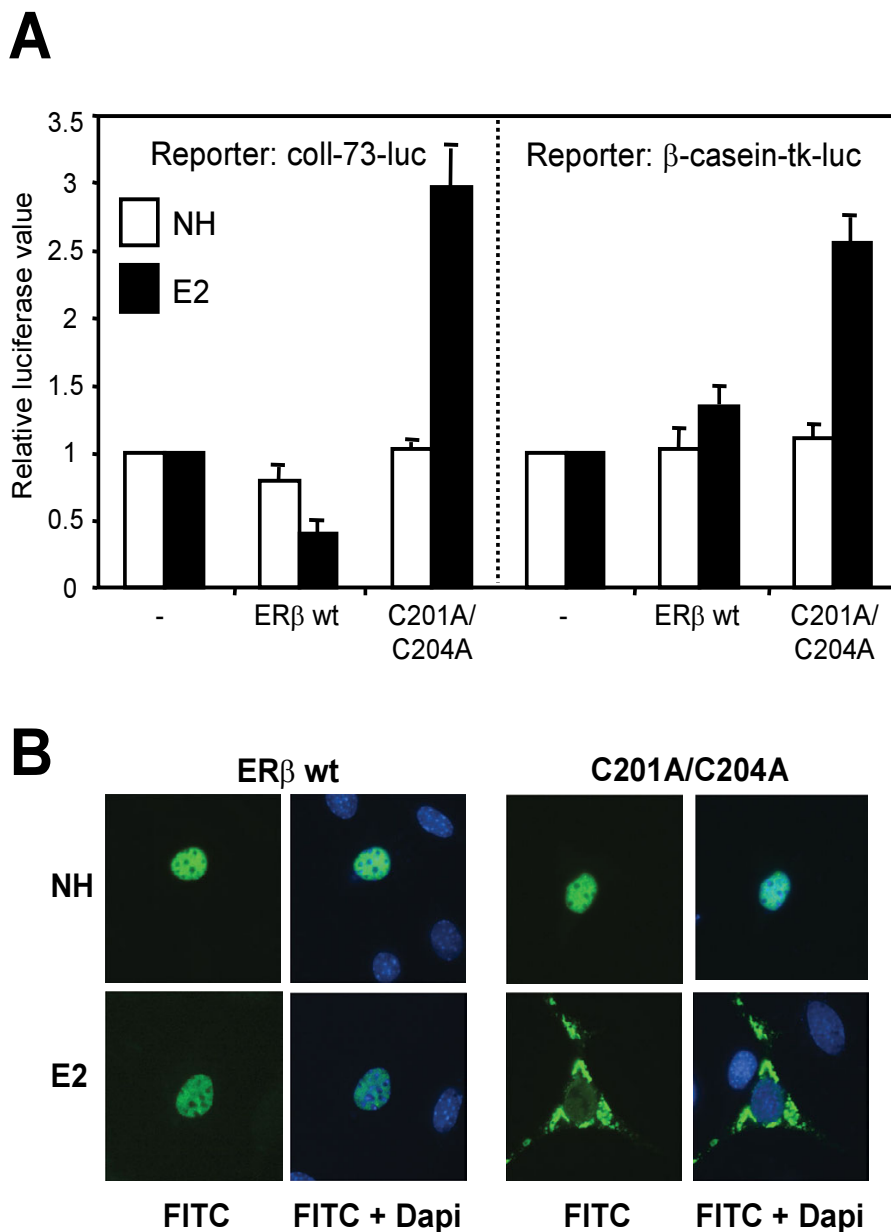 A
Relative luciferase value
3.5
3
2.5
2
1.5
1
0.5
0
Reporter: coll-73-luc
Reporter: β-casein-tk-luc
NH
E2
-
ERβ wt
C201A/
C204A
-
ERβ wt
C201A/
C204A
B
ERβ wt
C201A/C204A
NH
E2
FITC
FITC + Dapi
FITC
FITC + Dapi